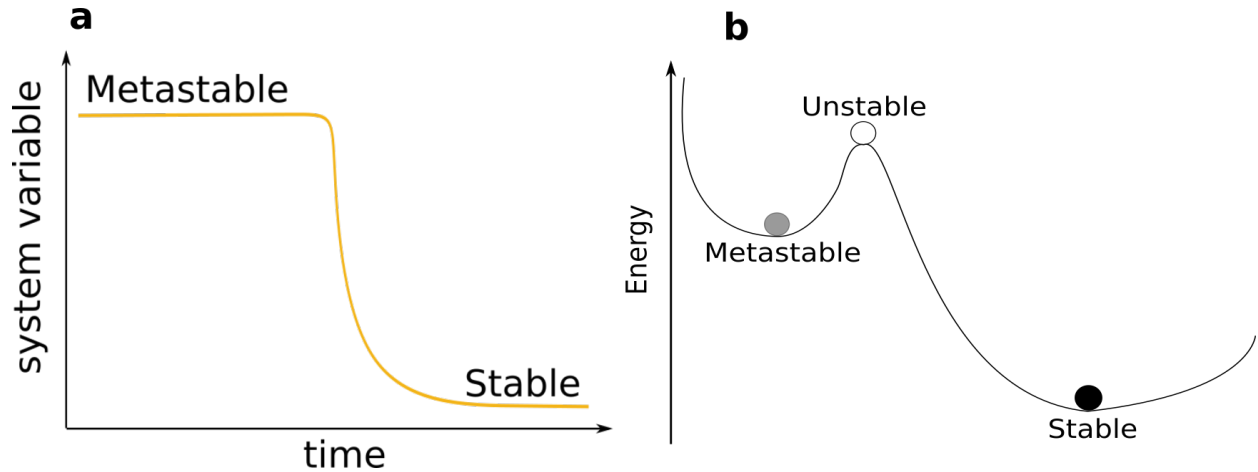 a
Metastable
system variable
Stable
time
b
Unstable
Energy
Metastable
Stable